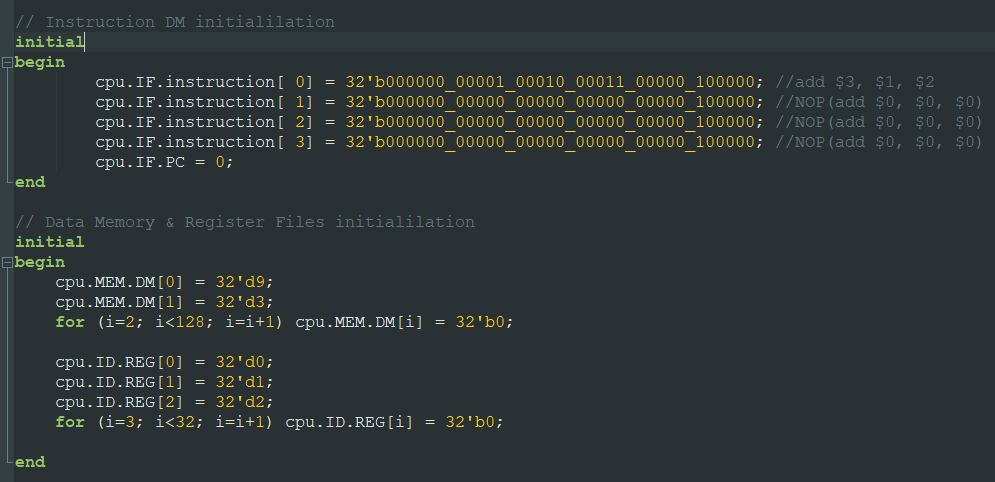 // Instruction DM initialilation
initial
begin
        cpu.IF.instruction[ 0] = 32'b000000_00001_00010_00011_00000_100000; //add $3, $1, $2
        cpu.IF.instruction[ 1] = 32'b000000_00000_00000_00000_00000_100000; //NOP(add $0, $0, $0)
        cpu.IF.instruction[ 2] = 32'b000000_00000_00000_00000_00000_100000; //NOP(add $0, $0, $0)
        cpu.IF.instruction[ 3] = 32'b000000_00000_00000_00000_00000_100000; //NOP(add $0, $0, $0)
        cpu.IF.PC = 0;
end
// Data Memory & Register Files initialilation
initial
begin
    cpu.MEM.DM[0] = 32'd9;
    cpu.MEM.DM[1] = 32'd3;
    for (i=2; i<128; i=i+1) cpu.MEM.DM[i] = 32'b0;
    cpu.ID.REG[0] = 32'd0;
    cpu.ID.REG[1] = 32'd1;
    cpu.ID.REG[2] = 32'd2;
    for (i=3; i<32; i=i+1) cpu.ID.REG[i] = 32'b0;
end